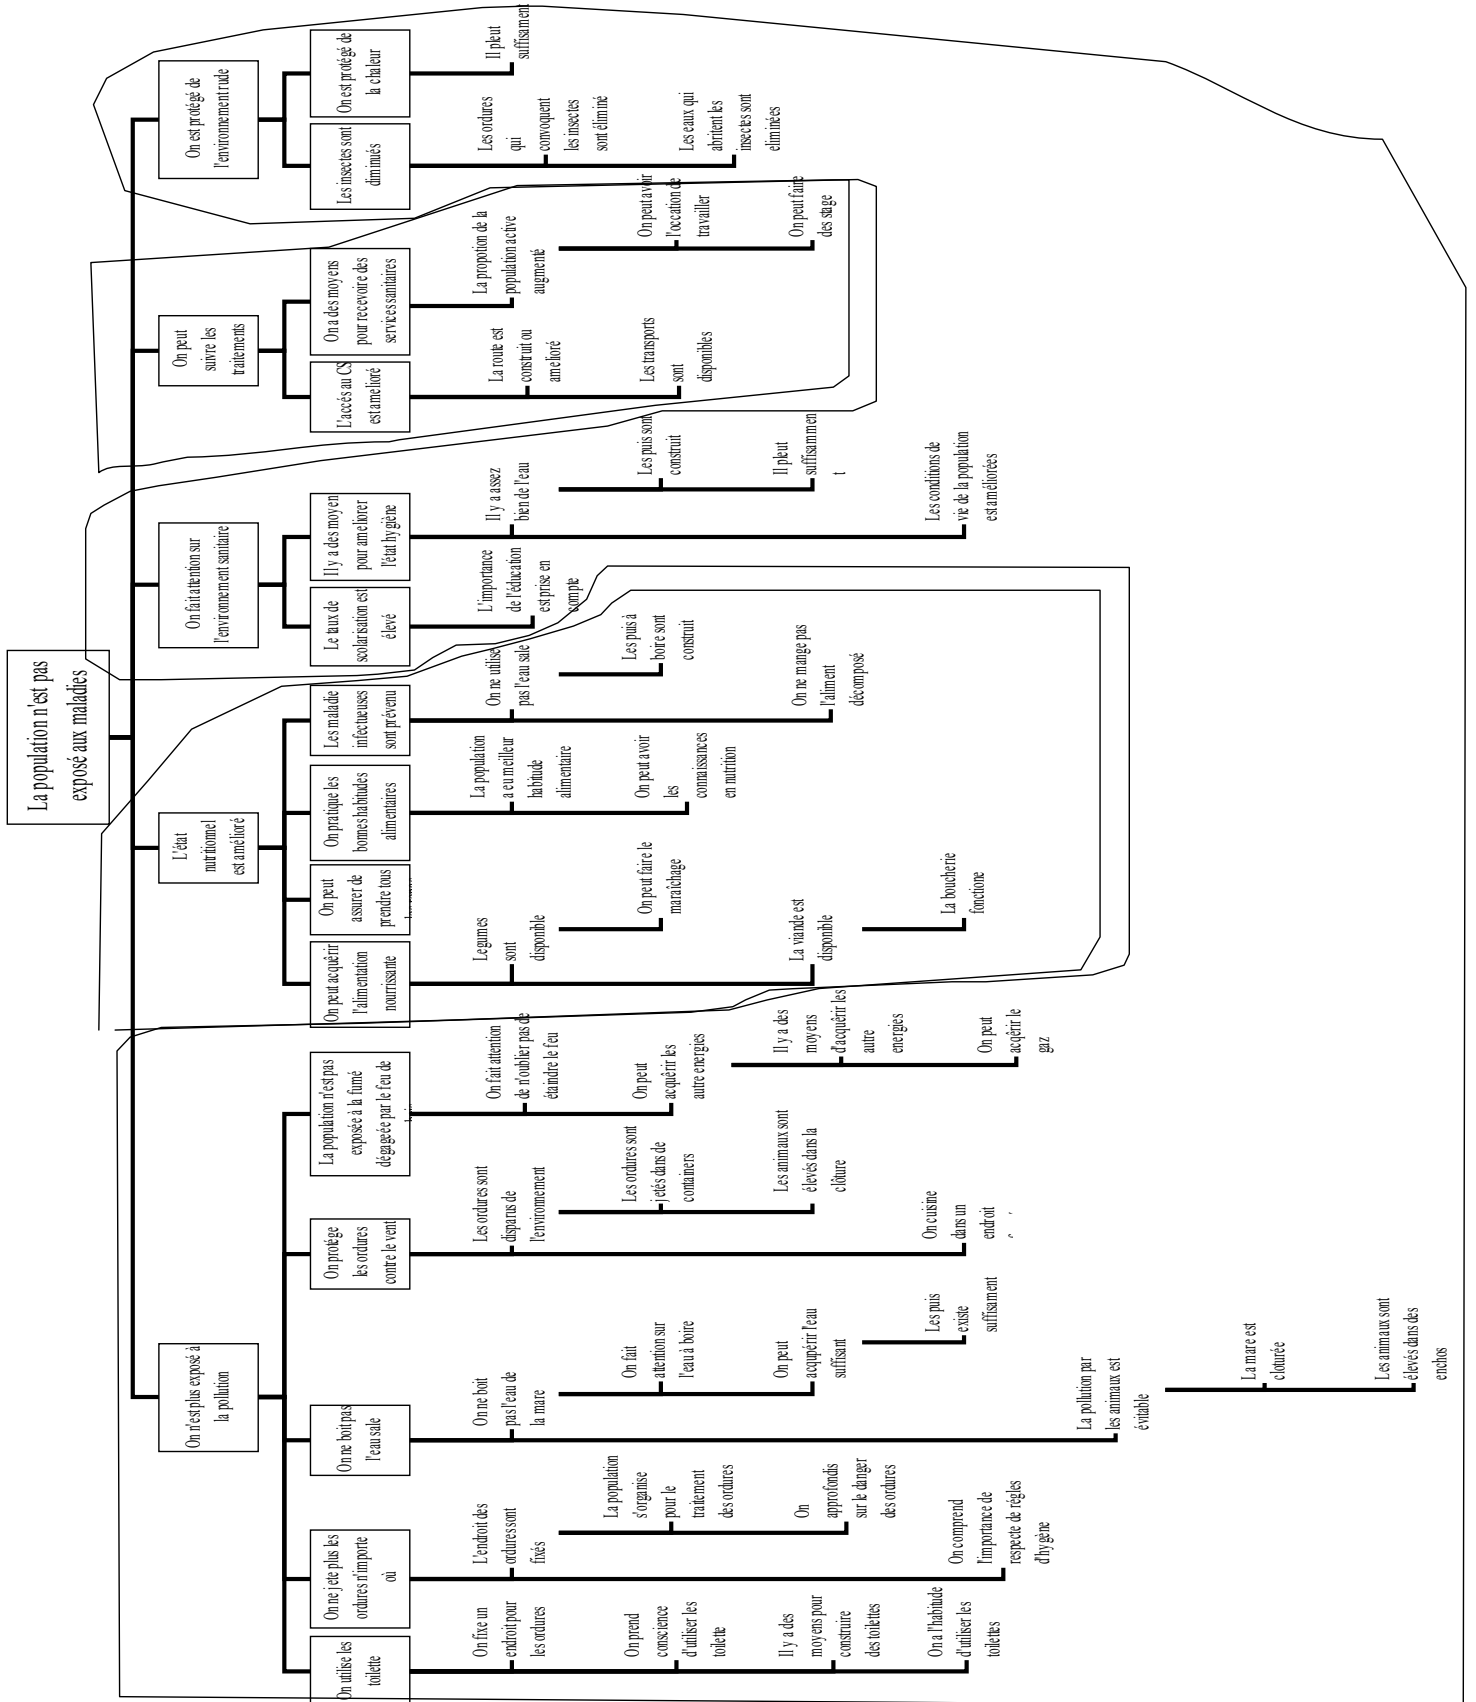 La population n'est pas
exposé aux maladies
On n'est plus exposé à
la pollution
On utilise les
toilette
On fixe un
endroit pour
les ordures
On prend
conscience
d'utiliser les
toilette
Il y a des
moyens pour
construire
des toilettes
On a l'habitude
d'utiliser les
toilettes
On ne jete plus les
ordures n'importe
où
L'endroit des
ordures sont
fixés
La population
s'organise
pour le
traitement
des ordures
On
approfondis
sur le danger
des ordures
On comprend
l'importance de
respecte de régles
d'hygène
On ne boit pas
l'eau sale
On ne boit
pas l'eau de
la mare
On fait
attention sur
l'eau à boire
On peut
acqupérir l'eau
suffisant
Les puis
existe
suffisament
La pollution par
les animaux est
évitable
La mare est
cloturée
Les animaux sont
élevés dans des
enchos
On protége
les ordures
contre le vent
Les ordures sont
disparus de
l'environnement
Les ordures sont
jetés dans de
containers
Les animaux sont
élevés dans la
clôture
On cuisine
dans un
endroit
La population n'est pas
exposée à la fumé
dégageée par le feu de
On fait attention
de n'oublier pas de
étaindre le feu
On peut
acquêrir les
autre energies
Il y a des
moyens
d'acquêrir les
autre
energies
On peut
acqêrir le
gaz
L'état
nutritionnel
est amélioré
On peut acquêrir
l'alimentation
nourrissante
Legumes
sont
disponible
On peut faire le
maraîchage
La viande est
disponible
La boucherie
fonctione
On peut
assurer de
prendre tous
On pratique les
bonnes habitudes
alimentaires
La population
a eu meilleur
habitude
alimentaire
On peut avoir
les
connaissances
en nutrition
Les maladie
infectueuses
sont prévenu
On ne utilise
pas l'eau sale
Les puis à
boire sont
construit
On ne mange pas
l'aliment
décomposé
On fait attention sur
l'environnement sanitaire
Le taux de
scolarisation est
élevé
L'importance
de l'éducation
est prise en
compte
Il y a des moyen
pour ameliorer
l'état hygiène
Il y a assez
bien de l'eau
Les puis sont
construit
Il pleut
suffisammen
t
Les conditions de
vie de la population
est améliorées
On peut
suivre les
traitements
L'accés au CS
est amelioré
La route est
construit ou
amelioré
Les transports
sont
disponibles
On a des moyens
pour recevoire des
services sanitaires
La propotion de la
population active
augmenté
On peut avoir
l'occation de
travailler
On peut faire
des stage
On est protégé de
l'environnement rude
Les insectes sont
diminués
Les ordures
qui
convoquent
les insectes
sont éliminé
Les eaux qui
abritent les
insectes sont
eliminées
On est protégé de
la chaleur
Il pleut
suffisament